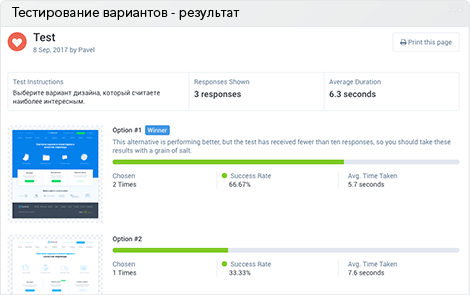 Тестирование вариантов - результат
Test
8 Sep, 2017 by Pavel
Print this page
Test Instructions
Выберите вариант дизайна, который считаете
наиболее интересным.
Responses Shown
3 responses
Average Duration
6.3 seconds
Option #1 Winner
This alternative is performing better, but the test has received fewer than ten responses, so you should take these
results with a grain of salt.
Chosen
2 Times
Success Rate
66.67%
Avg. Time Taken
5.7 seconds
Option #2
Chosen
1 Times
Success Rate
33.33%
Avg. Time Taken
7.6 seconds